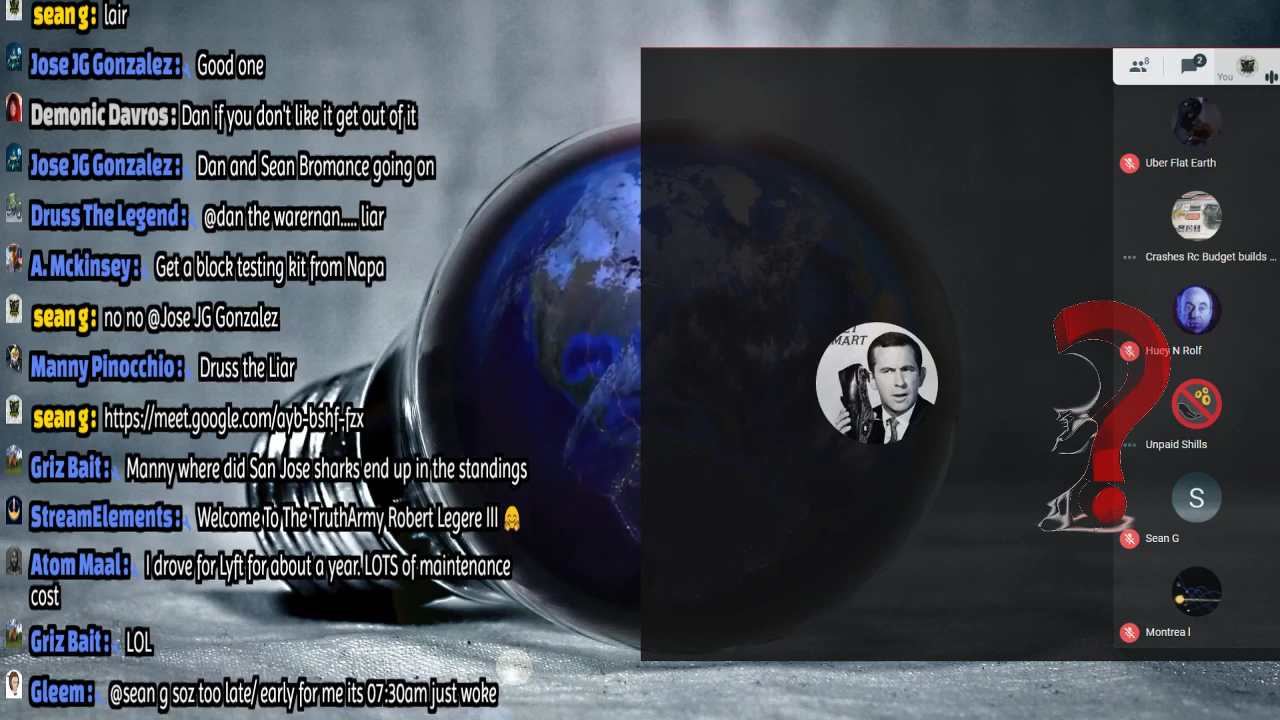 sean g: lair
Jose JG Gonzalez: Good one
Demonic Davros: Dan if you don't like it get out of it
Jose JG Gonzalez: Dan and Sean Bromance going on
Druss The Legend: @dan the warernan..... liar
A. Mckinsey: Get a block testing kit from Napa
sean g: no no @Jose JG Gonzalez
Manny Pinocchio: Druss the Liar
sean g: https://meet.google.com/ayb-bshf-fzx
Griz Bait: Manny where did San Jose sharks end up in the standings
StreamElements: Welcome To The TruthArmy Robert Legere III 🤗
Atom Maal: I drove for Lyft for about a year. LOTS of maintenance
cost
Griz Bait: LOL
Gleem: @sean g soz too late/ early for me its 07:30am just woke
MART
8
2
You
Uber Flat Earth
Crashes Rc Budget builds ...
Huey N Rolf
Unpaid Shills
S
Sean G
Montrea l